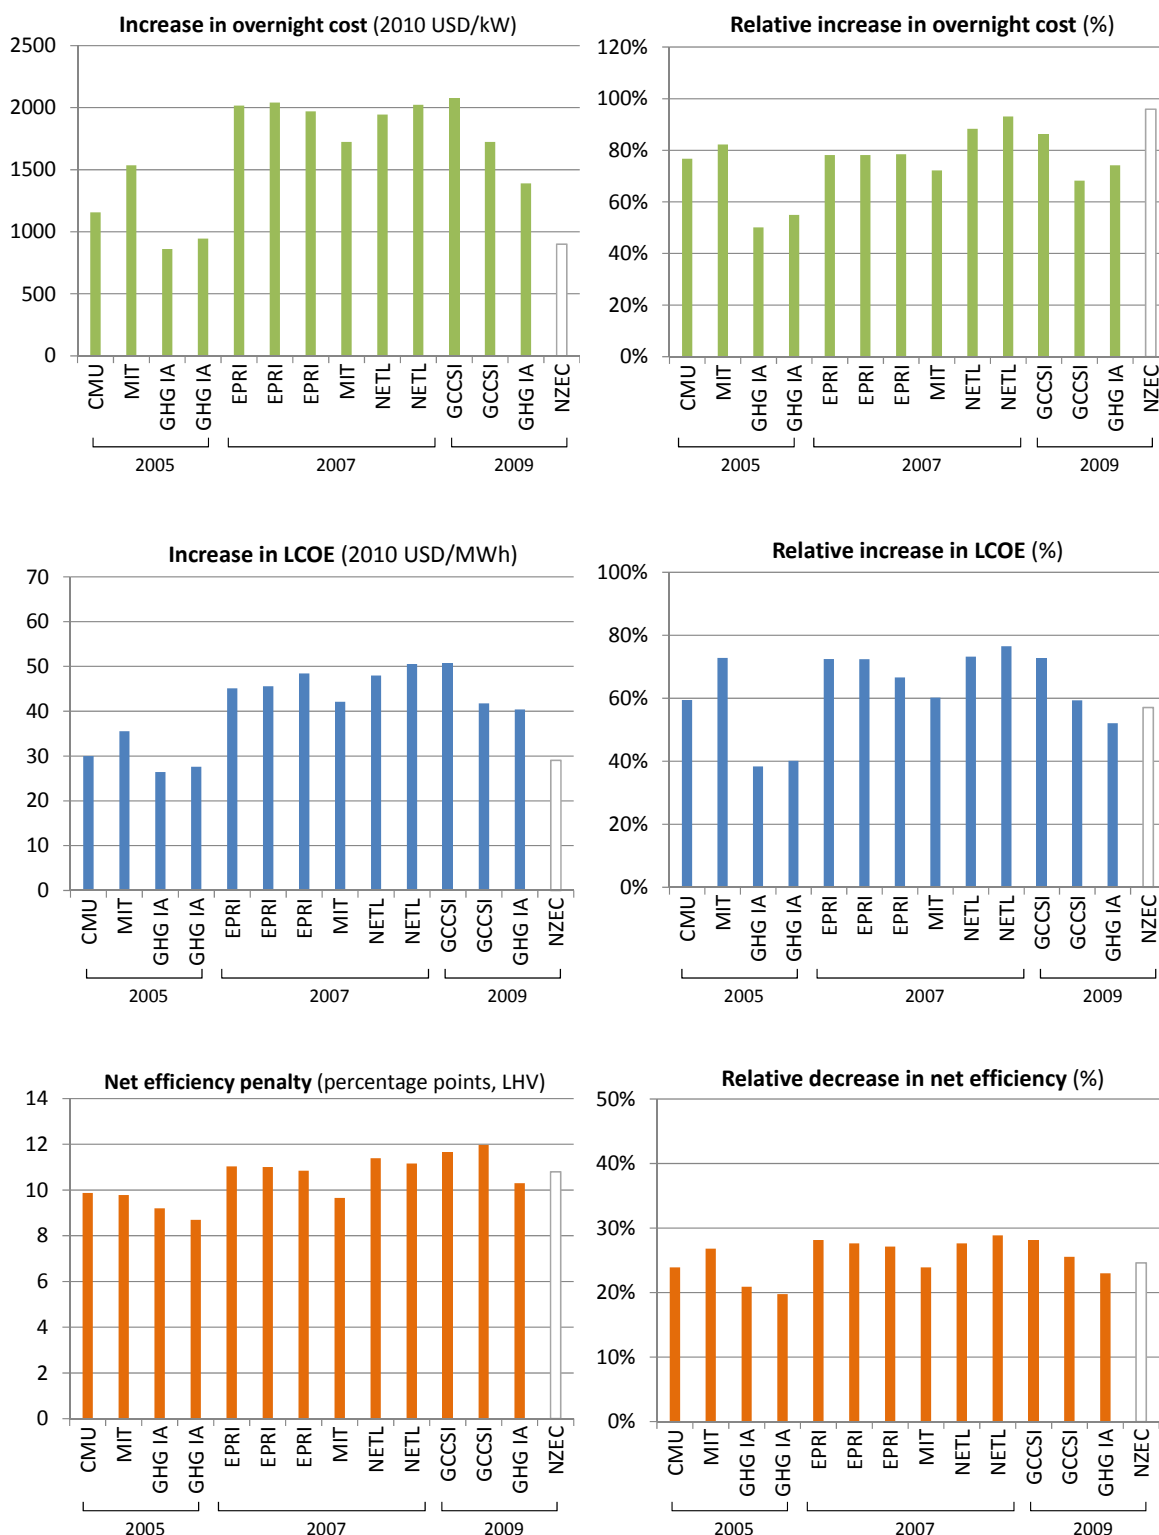 Increase in overnight cost (2010 USD/kW)
2500
2000
1500
1000
500
0
CMU
MIT
GHG IA
GHG IA
EPRI
EPRI
EPRI
MIT
NETL
NETL
GCCSI
GCCSI
GHG IA
NZEC
2005
2007
2009
Relative increase in overnight cost (%)
120%
100%
80%
60%
40%
20%
0%
CMU
MIT
GHG IA
GHG IA
EPRI
EPRI
EPRI
MIT
NETL
NETL
GCCSI
GCCSI
GHG IA
NZEC
2005
2007
2009
Increase in LCOE (2010 USD/MWh)
70
60
50
40
30
20
10
0
CMU
MIT
GHG IA
GHG IA
EPRI
EPRI
EPRI
MIT
NETL
NETL
GCCSI
GCCSI
GHG IA
NZEC
2005
2007
2009
Relative increase in LCOE (%)
100%
80%
60%
40%
20%
0%
CMU
MIT
GHG IA
GHG IA
EPRI
EPRI
EPRI
MIT
NETL
NETL
GCCSI
GCCSI
GHG IA
NZEC
2005
2007
2009
Net efficiency penalty (percentage points, LHV)
14
12
10
8
6
4
2
0
CMU
MIT
GHG IA
GHG IA
EPRI
EPRI
EPRI
MIT
NETL
NETL
GCCSI
GCCSI
GHG IA
NZEC
2005
2007
2009
Relative decrease in net efficiency (%)
50%
40%
30%
20%
10%
0%
CMU
MIT
GHG IA
GHG IA
EPRI
EPRI
EPRI
MIT
NETL
NETL
GCCSI
GCCSI
GHG IA
NZEC
2005
2007
2009